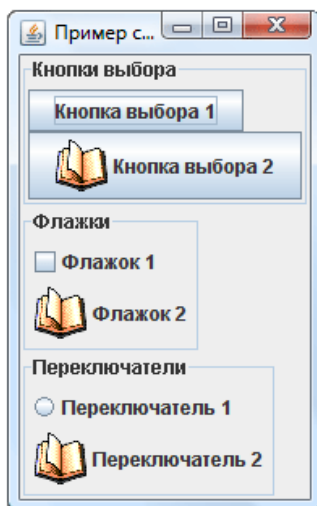 Пример с...
Кнопки выбора
Кнопка выбора 1
Кнопка выбора 2
Флажки
Флажок 1
Флажок 2
Переключатели
Переключатель 1
Переключатель 2